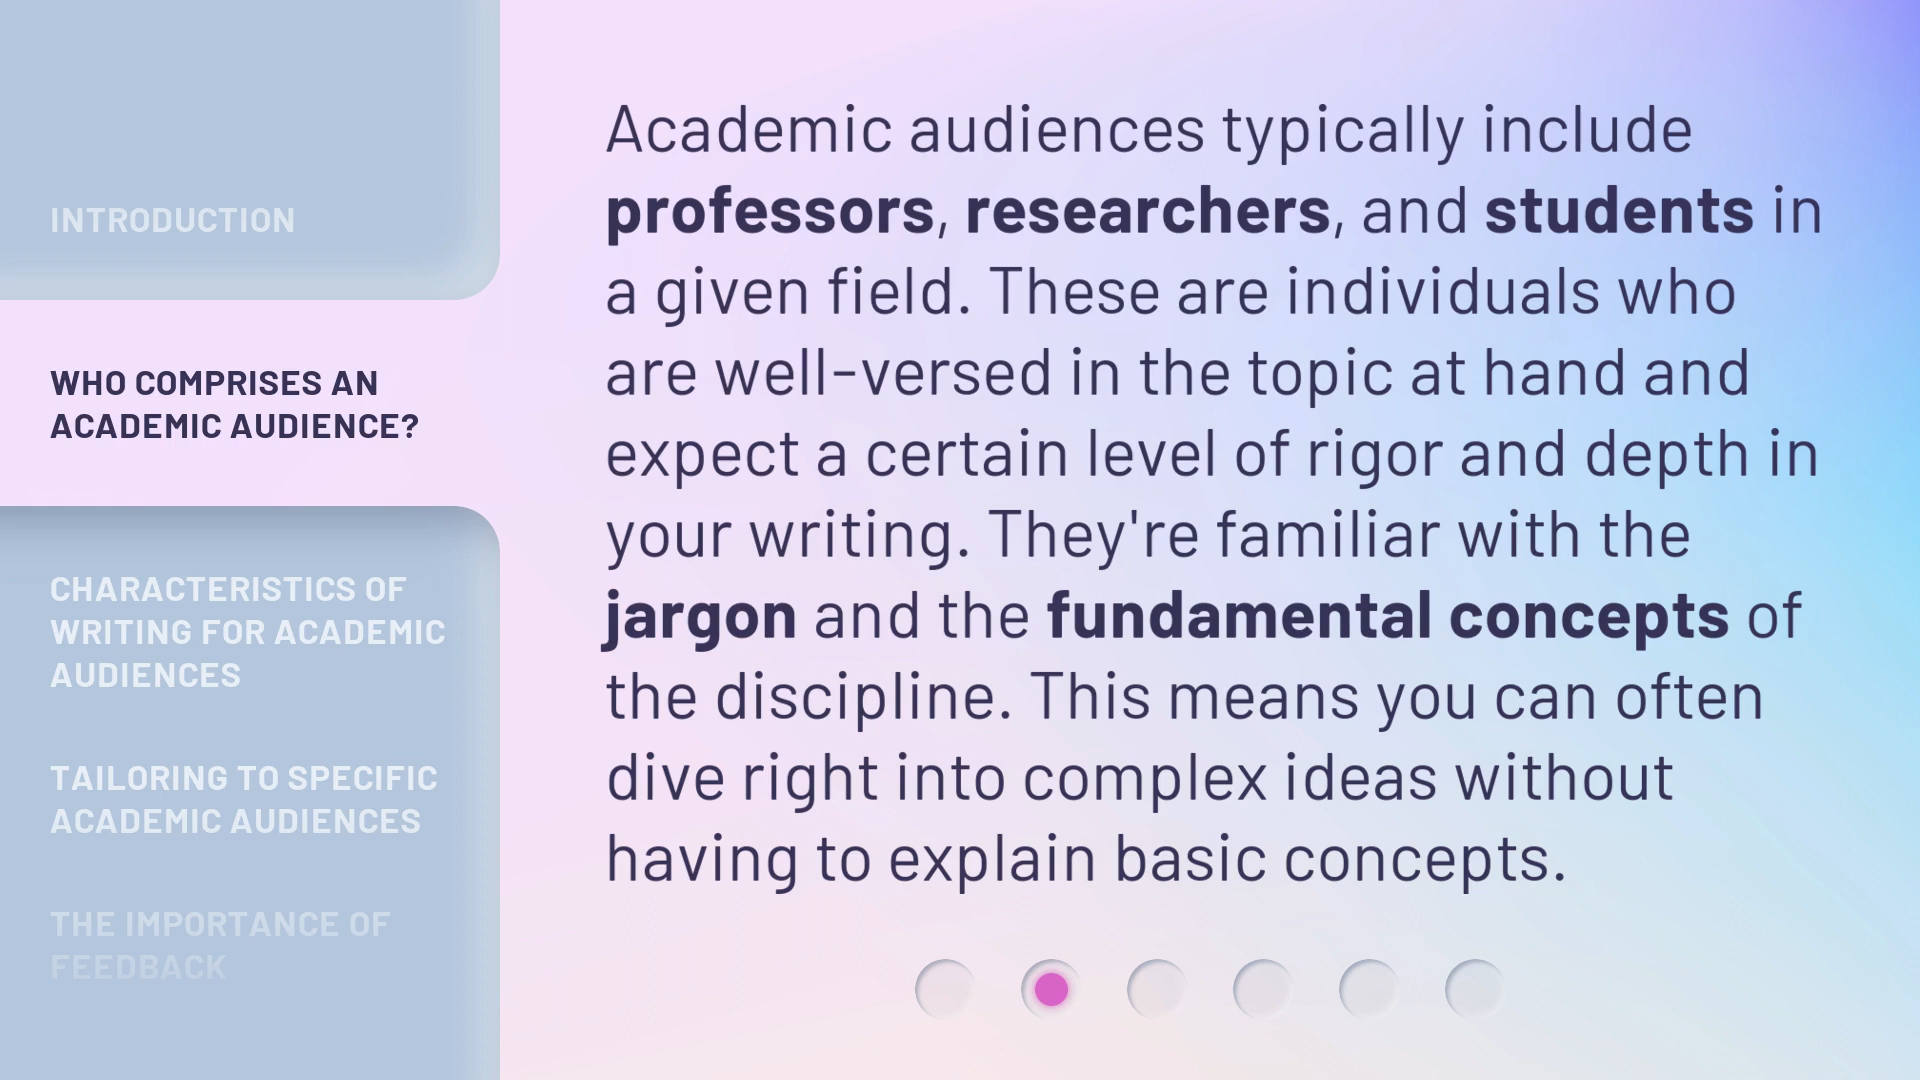 INTRODUCTION
WHO COMPRISES AN
ACADEMIC AUDIENCE?
CHARACTERISTICS OF
WRITING FOR ACADEMIC
AUDIENCES
TAILORING TO SPECIFIC
ACADEMIC AUDIENCES
THE IMPORTANCE OF
FEEDBACK
Academic audiences typically include
professors, researchers, and students in
a given field. These are individuals who
are well-versed in the topic at hand and
expect a certain level of rigor and depth in
your writing. They're familiar with the
jargon and the fundamental concepts of
the discipline. This means you can often
dive right into complex ideas without
having to explain basic concepts.